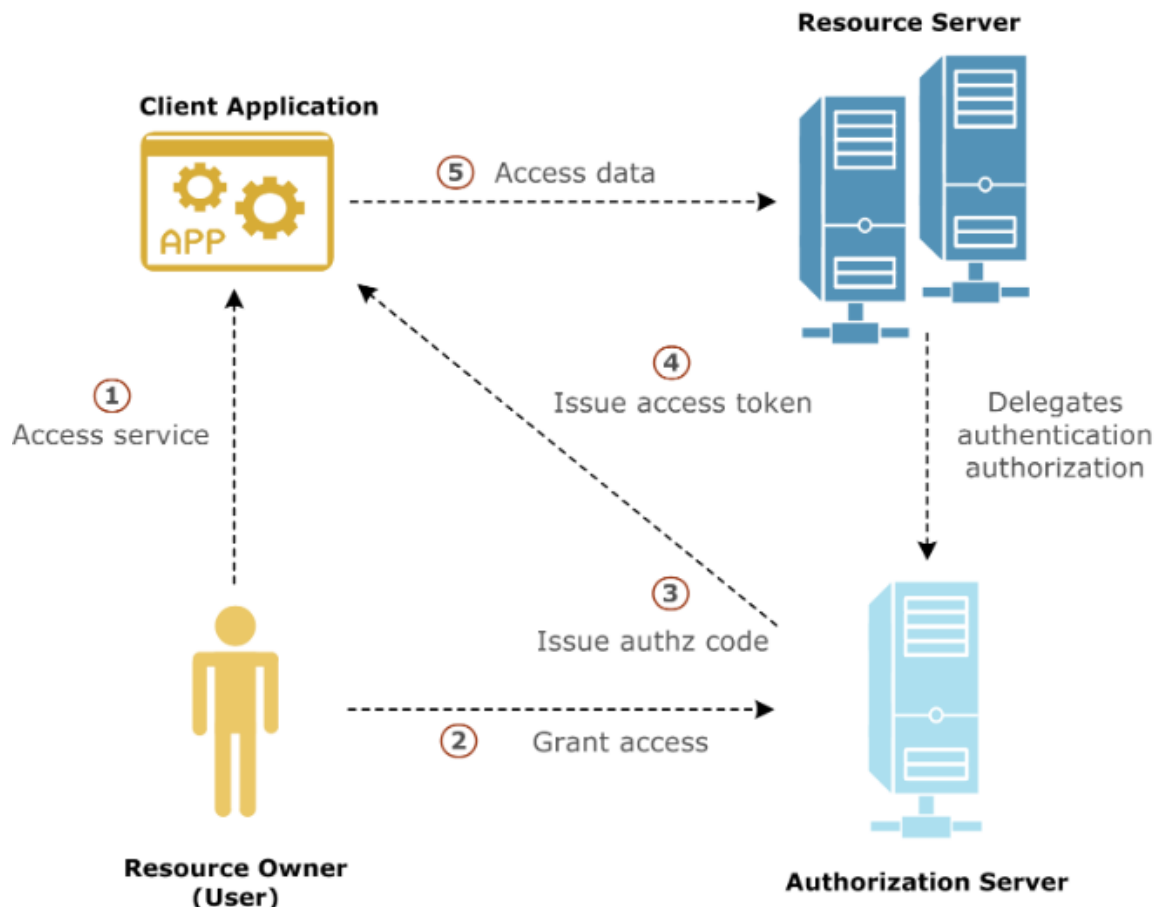 Resource Server
Client Application
APP
5 Access data
4
Issue access token
1
Access service
Delegates
authentication
authorization
3
Issue authz code
2 Grant access
Resource Owner
(User)
Authorization Server